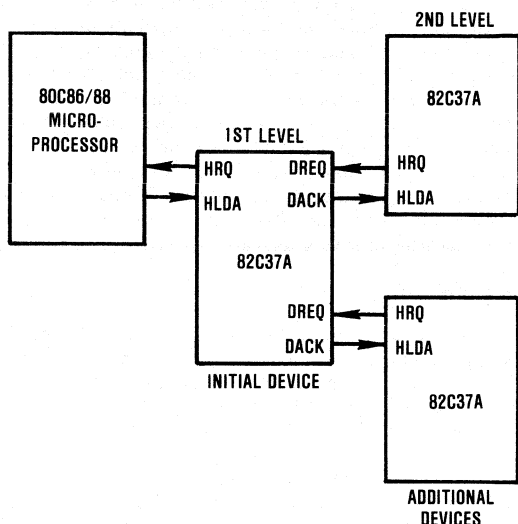 2ND LEVEL
80C86/88
MICRO-
PROCESSOR
82C37A
1ST LEVEL
HRQ
HLDA
DREQ
DACK
HRQ
HLDA
82C37A
DREQ
DACK
HRQ
HLDA
INITIAL DEVICE
82C37A
ADDITIONAL
DEVICES